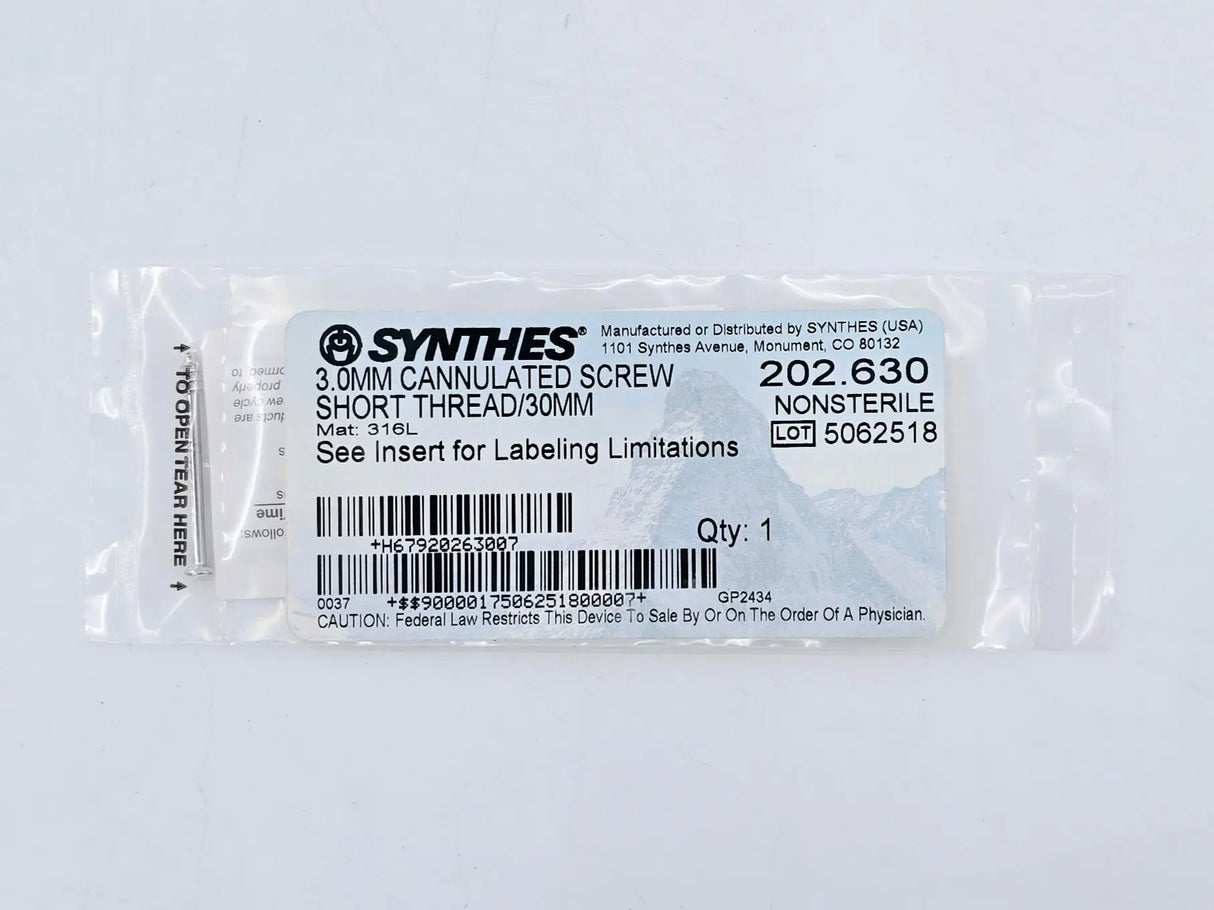 SYNTHES®
Manufactured or Distributed by SYNTHES (USA)
1101 Synthes Avenue, Monument, CO 80132
3.0MM CANNULATED SCREW
202.630
SHORT THREAD/30MM
NONSTERILE
Mat: 316L
LOT 5062518
See Insert for Labeling Limitations
Qty: 1
+H67920263007
0037
+$$9000017506251800007+
GP2434
CAUTION: Federal Law Restricts This Device To Sale By Or On The Order Of A Physician.
TO OPEN TEAR HERE
properly